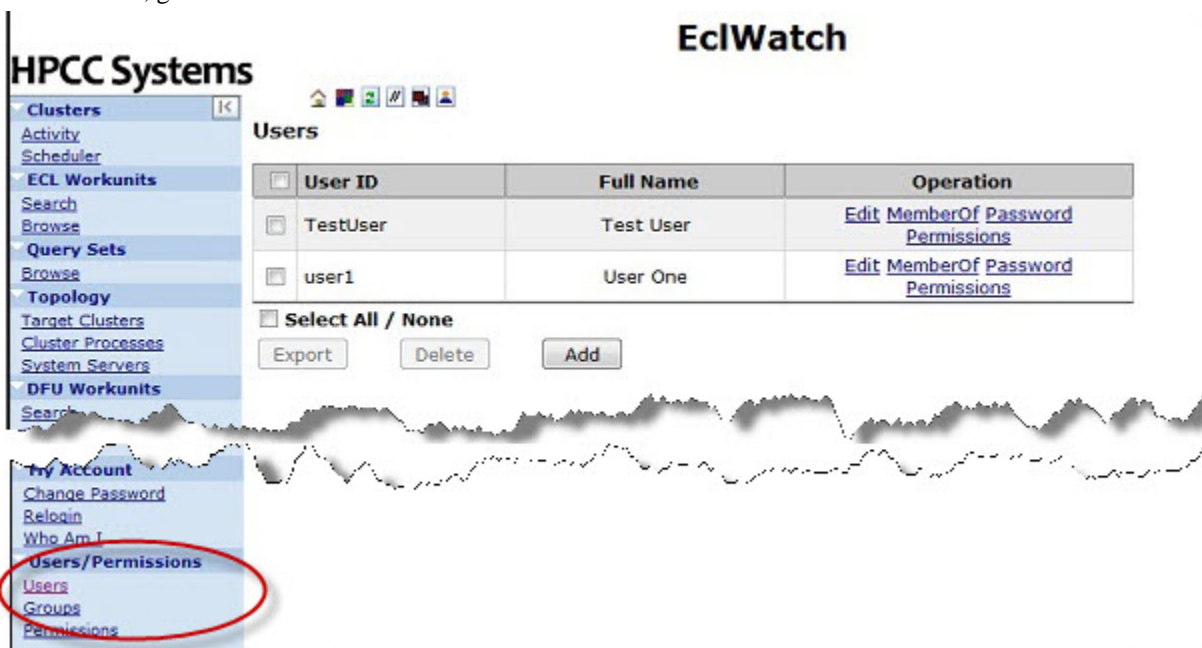 EclWatch
HPCC Systems
Clusters
Activity
Scheduler
ECL Workunits
Search
Browse
Query Sets
Browse
Topology
Target Clusters
Cluster Processes
System Servers
DFU Workunits
Search
My Account
Change Password
Relogin
Who Am I
Users/Permissions
Users
Groups
Permissions
Users
User ID Full Name Operation
TestUser Test User Edit MemberOf Password
Permissions
user1 User One Edit MemberOf Password
Permissions
Select All / None
Export Delete Add